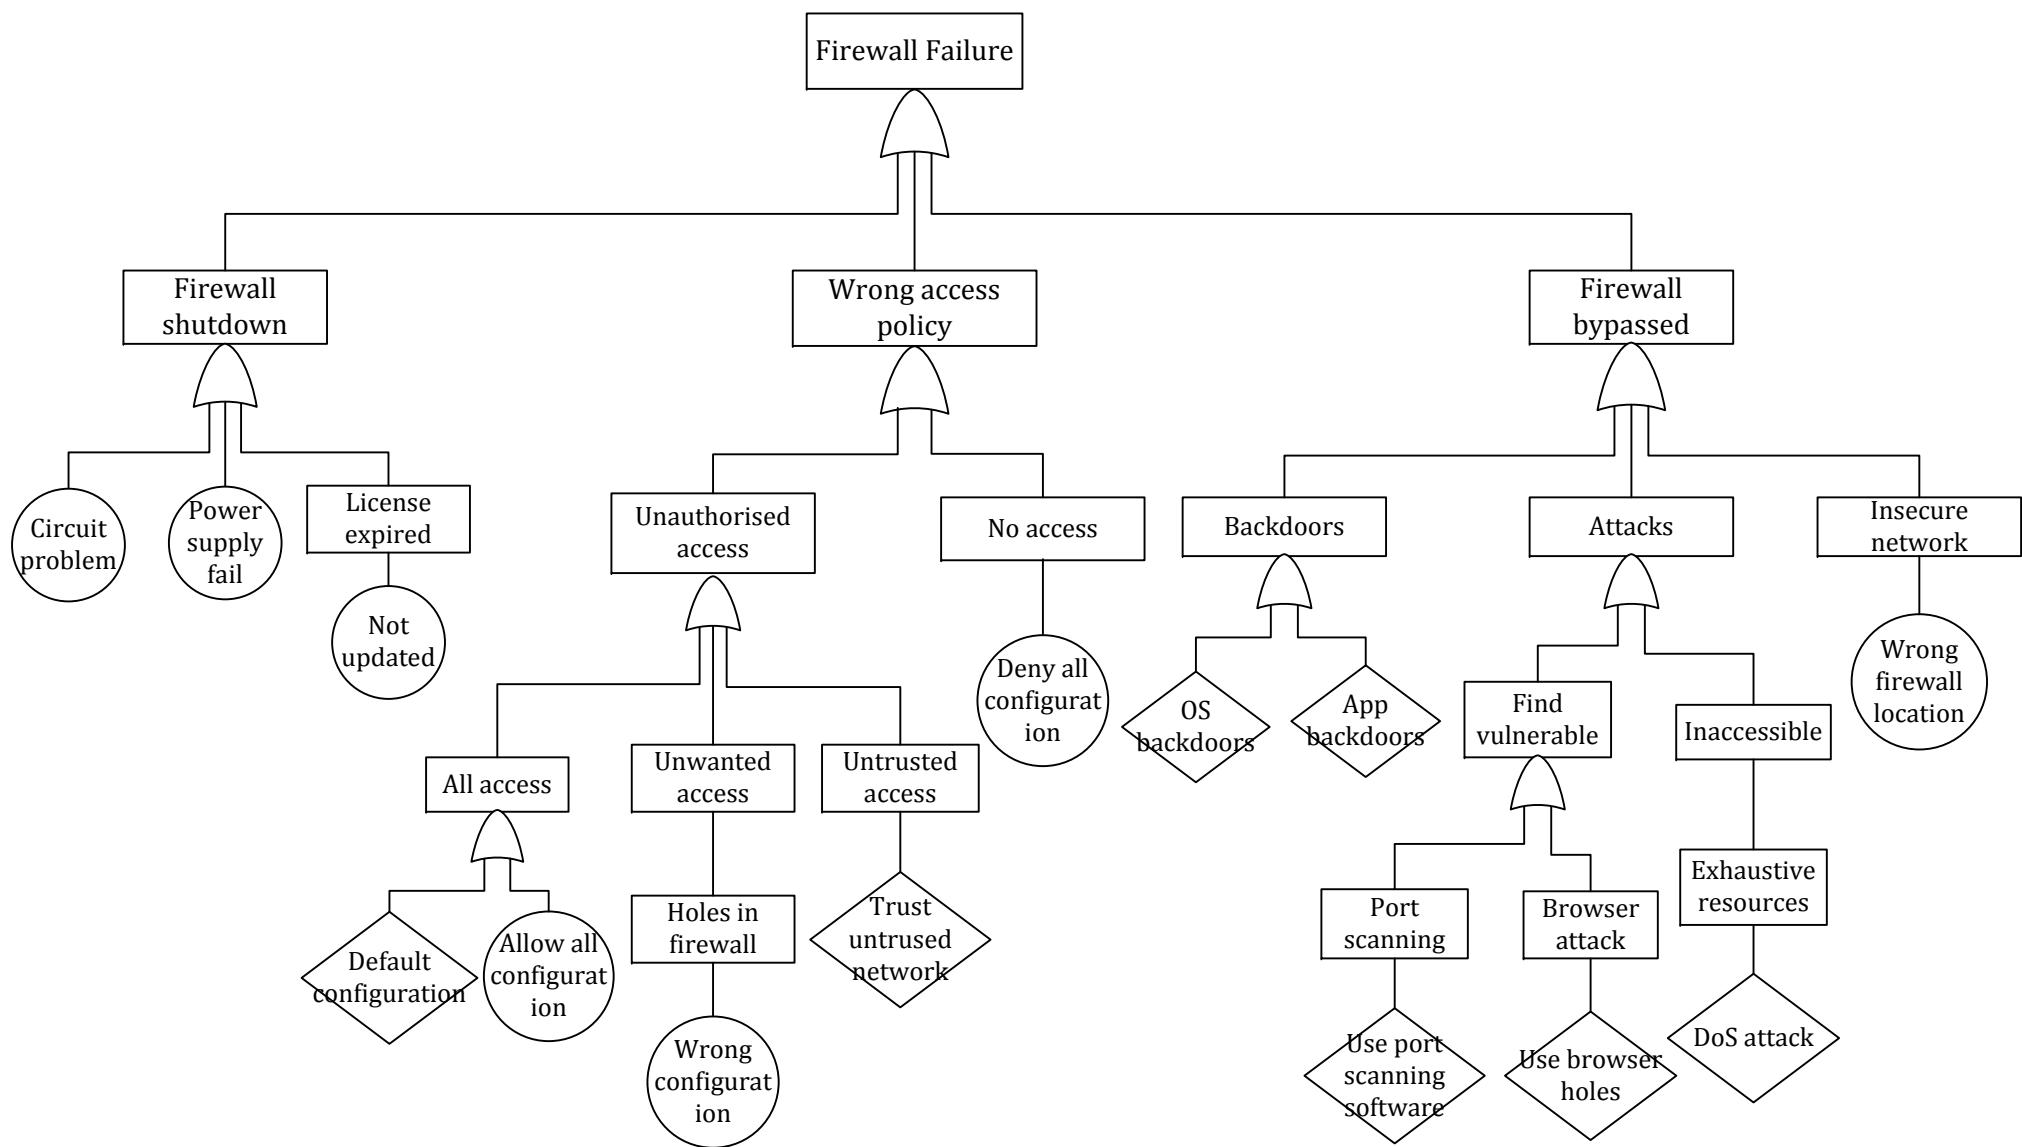 Firewall Failure
Firewall
shutdown
Wrong access
policy
Firewall
bypassed
Circuit
problem
Power
supply
fail
License
expired
Not
updated
Unauthorised
access
No access
Deny all
configurat
ion
Backdoors
Attacks
Insecure
network
OS
backdoors
App
backdoors
Find
vulnerable
Inaccessible
Wrong
firewall
location
All access
Unwanted
access
Untrusted
access
Default
configuration
Allow all
configurat
ion
Holes in
firewall
Trust
untrused
network
Wrong
configurat
ion
Port
scanning
Browser
attack
Exhaustive
resources
Use port
scanning
software
Use browser
holes
DoS attack